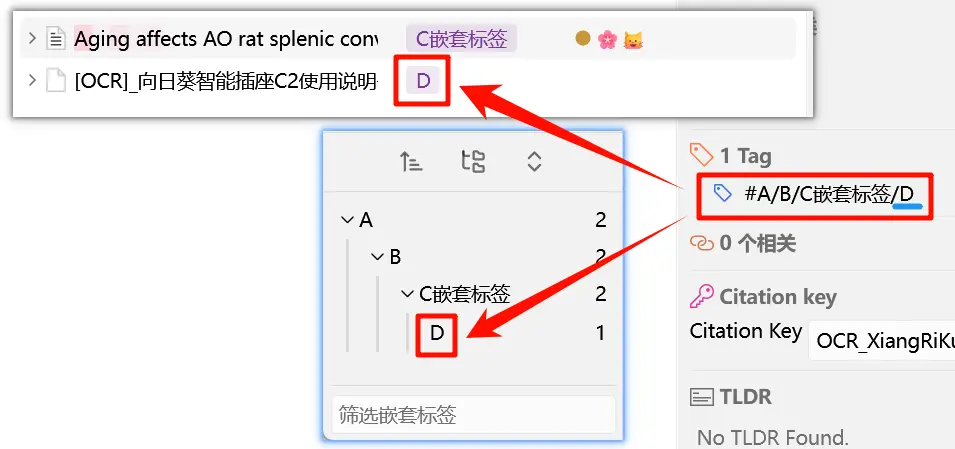 Aging affects AO rat splenic conv
C嵌套标签
[OCR]_向日葵智能插座C2使用说明
D
A 2
B 2
C嵌套标签 2
D 1
筛选嵌套标签
1 Tag
#A/B/C嵌套标签/D
0 个相关
Citation key
Citation Key
OCR_XiangRiKu
TLDR
No TLDR Found.